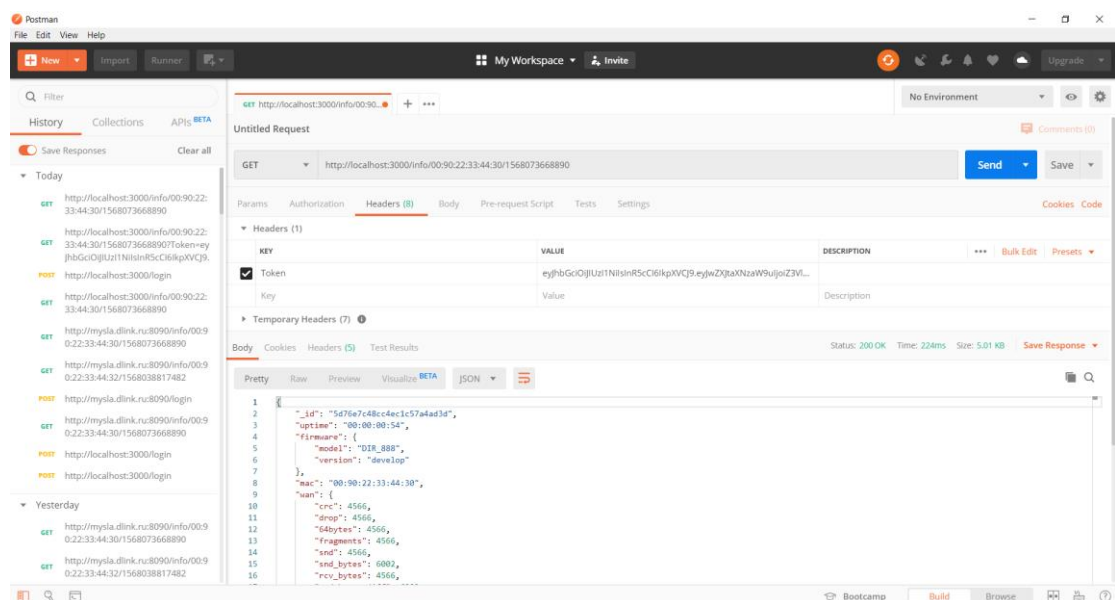 Postman
File Edit View Help
New Import Runner My Workspace Invite Upgrade
Filter
History Collections APIs BETA
Save Responses Clear all
Today
GET http://localhost:3000/info/00:90:22:
33:44:30/1568073668890
GET http://localhost:3000/info/00:90:22:
33:44:30/1568073668890?Token=ey
POST http://localhost:3000/login
GET http://localhost:3000/info/00:90:22:
33:44:30/1568073668890
GET http://mysla.dlink.ru:8090/info/00:9
0:22:33:44:30/1568073668890
GET http://mysla.dlink.ru:8090/info/00:9
0:22:33:44:32/1568038817482
POST http://mysla.dlink.ru:8090/login
GET http://mysla.dlink.ru:8090/info/00:9
0:22:33:44:30/1568073668890
POST http://localhost:3000/login
POST http://localhost:3000/login
Yesterday
GET http://mysla.dlink.ru:8090/info/00:9
0:22:33:44:30/1568073668890
GET http://mysla.dlink.ru:8090/info/00:9
0:22:33:44:32/1568038817482
GET http://localhost:3000/info/00:90...
No Environment
Untitled Request Comments (0)
GET http://localhost:3000/info/00:90:22:33:44:30/1568073668890 Send Save
Params Authorization Headers (8) Body Pre-request Script Tests Settings Cookies Code
Headers (1)
KEY VALUE DESCRIPTION Bulk Edit Presets
Token
Key Value Description
Temporary Headers (7)
Body Cookies Headers (5) Test Results Status: 200 OK Time: 224ms Size: 5.01 KB Save Response
Pretty Raw Preview Visualize BETA JSON
1 {
2 "_id": "5d76e7c48cc4ec1c57a4ad3d",
3 "uptime": "00:00:00:54",
4 "firmware": {
5 "model": "DIR_888",
6 "version": "develop"
7 },
8 "mac": "00:90:22:33:44:30",
9 "wan": {
10 "crc": 4566,
11 "drop": 4566,
12 "64bytes": 4566,
13 "fragments": 4566,
14 "snd": 4566,
15 "snd_bytes": 6002,
16 "rcv_bytes": 4566,
Bootcamp Build Browse